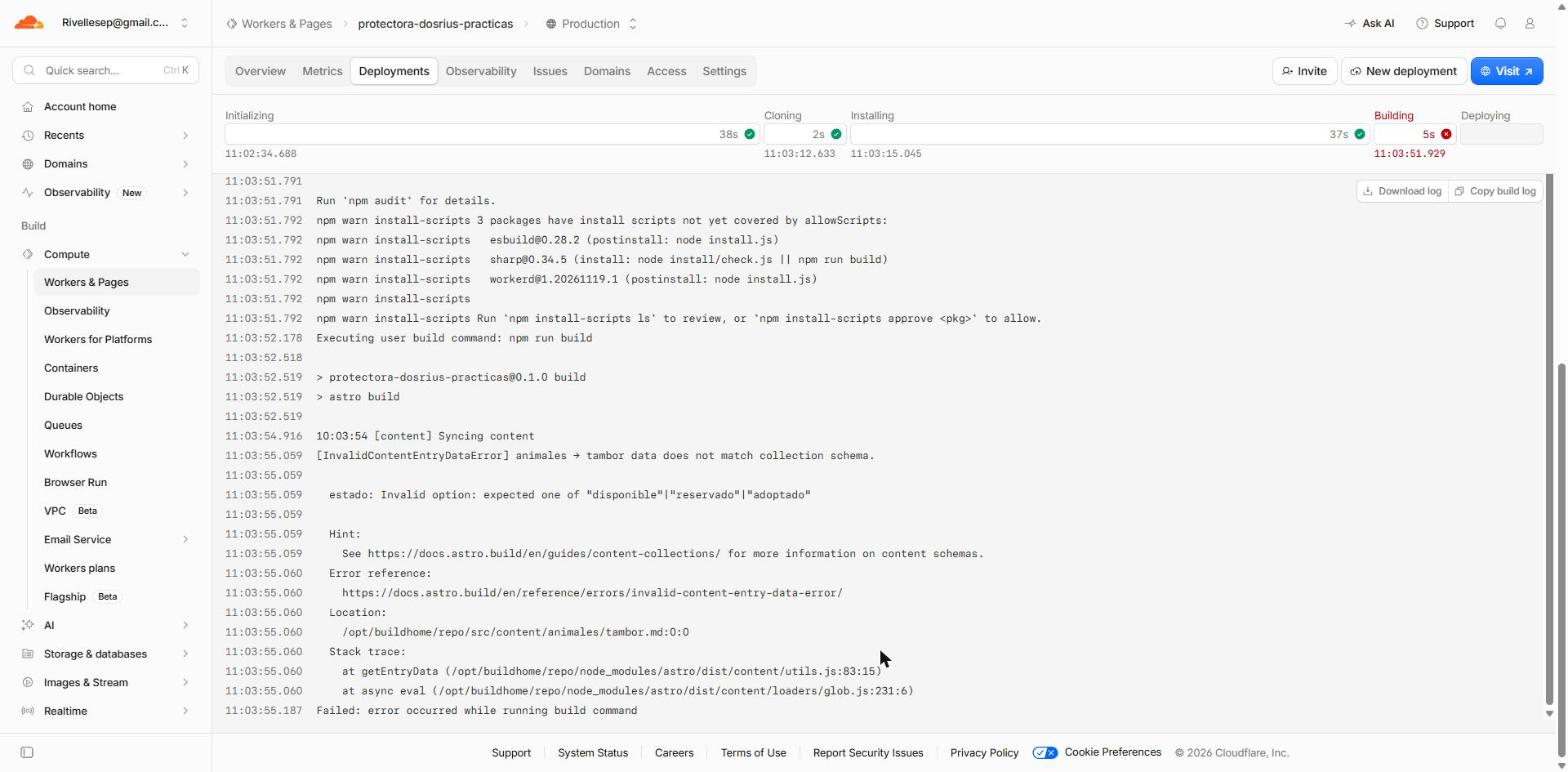 Rivellesep@gmail.c...
Workers & Pages
protectora-dosrius-practicas
Production
Ask AI
Support
Quick search...
Ctrl K
Overview
Metrics
Deployments
Observability
Issues
Domains
Access
Settings
Invite
New deployment
Visit
Account home
Recents
Domains
Observability New
Build
Compute
Workers & Pages
Observability
Workers for Platforms
Containers
Durable Objects
Queues
Workflows
Browser Run
VPC Beta
Email Service
Workers plans
Flagship Beta
AI
Storage & databases
Images & Stream
Realtime
Initializing
38s
11:02:34.688
Cloning
2s
11:03:12.633
Installing
37s
11:03:15.045
Building
5s
11:03:51.929
Deploying
Download log
Copy build log
11:03:51.791
11:03:51.791 Run `npm audit` for details.
11:03:51.792 npm warn install-scripts 3 packages have install scripts not yet covered by allowScripts:
11:03:51.792 npm warn install-scripts   esbuild@0.28.2 (postinstall: node install.js)
11:03:51.792 npm warn install-scripts   sharp@0.34.5 (install: node install/check.js || npm run build)
11:03:51.792 npm warn install-scripts   workerd@1.20261119.1 (postinstall: node install.js)
11:03:51.792 npm warn install-scripts
11:03:51.792 npm warn install-scripts Run `npm install-scripts ls` to review, or `npm install-scripts approve <pkg>` to allow.
11:03:52.178 Executing user build command: npm run build
11:03:52.518
11:03:52.519 > protectora-dosrius-practicas@0.1.0 build
11:03:52.519 > astro build
11:03:52.519
11:03:54.916 10:03:54 [content] Syncing content
11:03:55.059 [InvalidContentEntryDataError] animales → tambor data does not match collection schema.
11:03:55.059
11:03:55.059   estado: Invalid option: expected one of "disponible"|"reservado"|"adoptado"
11:03:55.059
11:03:55.059   Hint:
11:03:55.059     See https://docs.astro.build/en/guides/content-collections/ for more information on content schemas.
11:03:55.060   Error reference:
11:03:55.060     https://docs.astro.build/en/reference/errors/invalid-content-entry-data-error/
11:03:55.060   Location:
11:03:55.060     /opt/buildhome/repo/src/content/animales/tambor.md:0:0
11:03:55.060   Stack trace:
11:03:55.060     at getEntryData (/opt/buildhome/repo/node_modules/astro/dist/content/utils.js:83:15)
11:03:55.060     at async eval (/opt/buildhome/repo/node_modules/astro/dist/content/loaders/glob.js:231:6)
11:03:55.187 Failed: error occurred while running build command
Support
System Status
Careers
Terms of Use
Report Security Issues
Privacy Policy
Cookie Preferences
© 2026 Cloudflare, Inc.